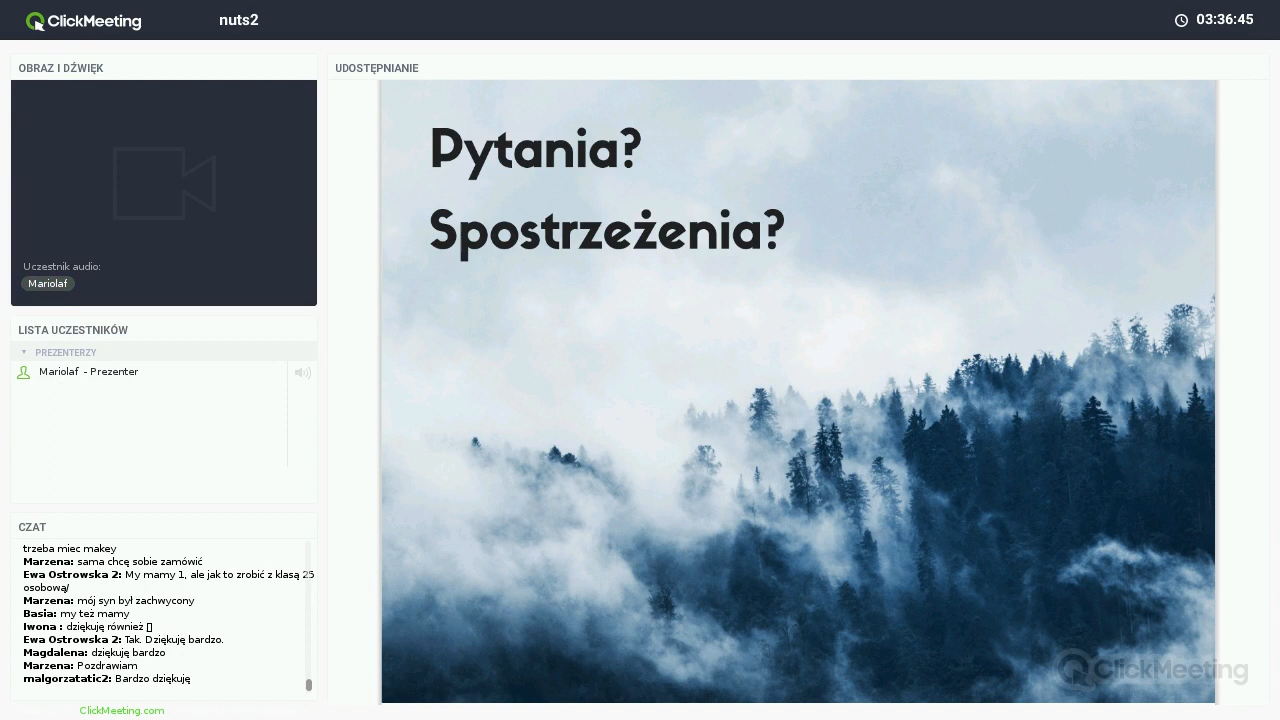 ClickMeeting
nuts2
03:36:45
OBRAZ I DŹWIĘK
Uczestnik audio:
Mariolaf
LISTA UCZESTNIKÓW
PREZENTERZY
Mariolaf - Prezenter
CZAT
trzeba miec makey
Marzena: sama chcę sobie zamówić
Ewa Ostrowska 2: My mamy 1, ale jak to zrobić z klasą 25
osobową/
Marzena: mój syn był zachwycony
Basia: my też mamy
Iwona : dziękuję również []
Ewa Ostrowska 2: Tak. Dziękuję bardzo.
Magdalena: dziękuję bardzo
Marzena: Pozdrawiam
malgorzatatic2: Bardzo dziękuję
ClickMeeting.com
UDOSTĘPNIANIE
Pytania?
Spostrzeżenia?
ClickMeeting